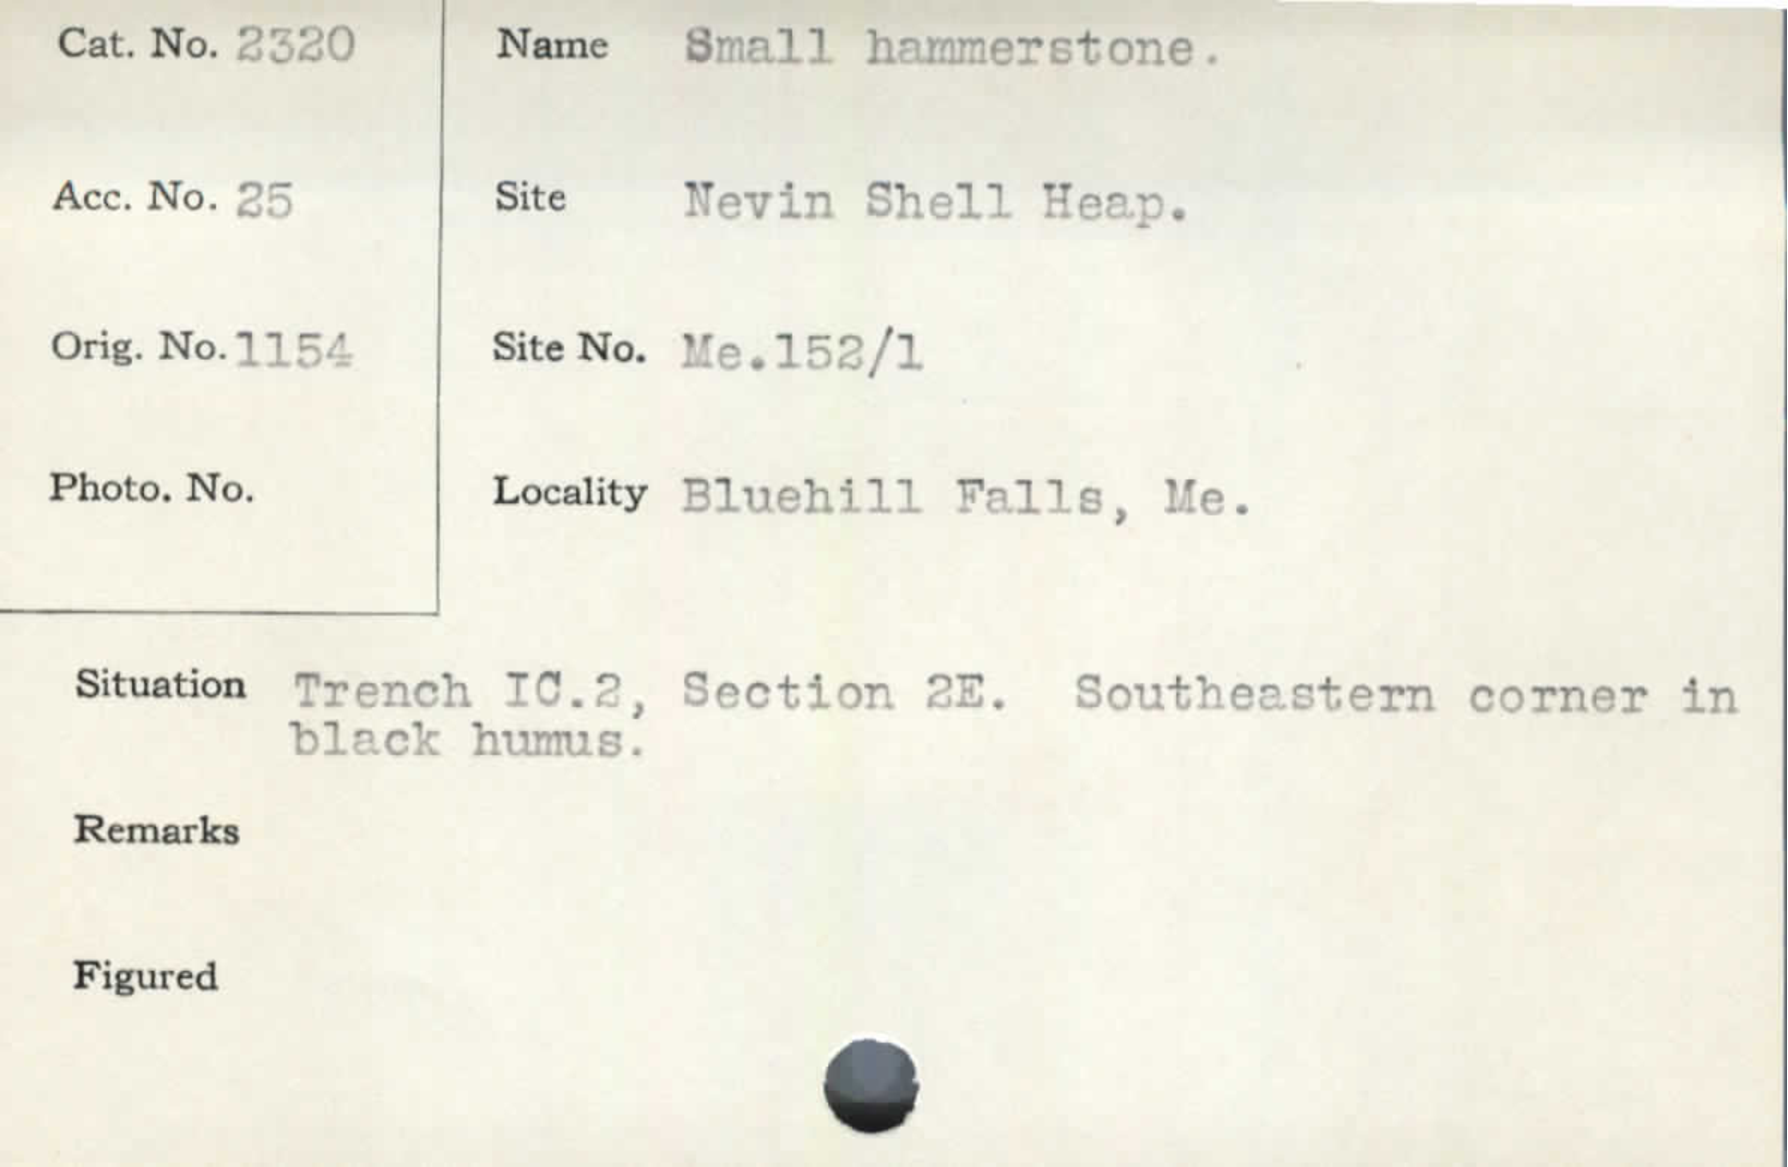 Cat. No. 2320
Name Small hammerstone.
Acc. No. 25
Site Nevin Shell Heap.
Orig. No. 1154
Site No. Me.152/1
Photo. No.
Locality Bluehill Falls, Me.
Situation Trench IC.2, Section 2E. Southeastern corner in
black humus.
Remarks
Figured